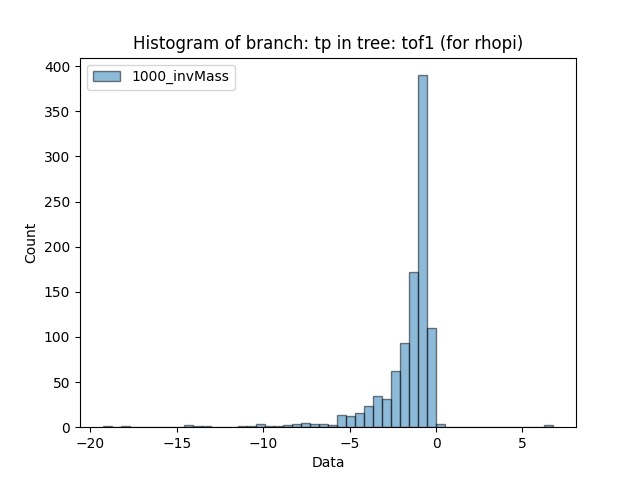 Histogram of branch: tp in tree: tof1 (for rhopi)
1000_invMass
400
350
300
250
200
150
100
50
0
Count
−20 −15 −10 −5 0 5
Data